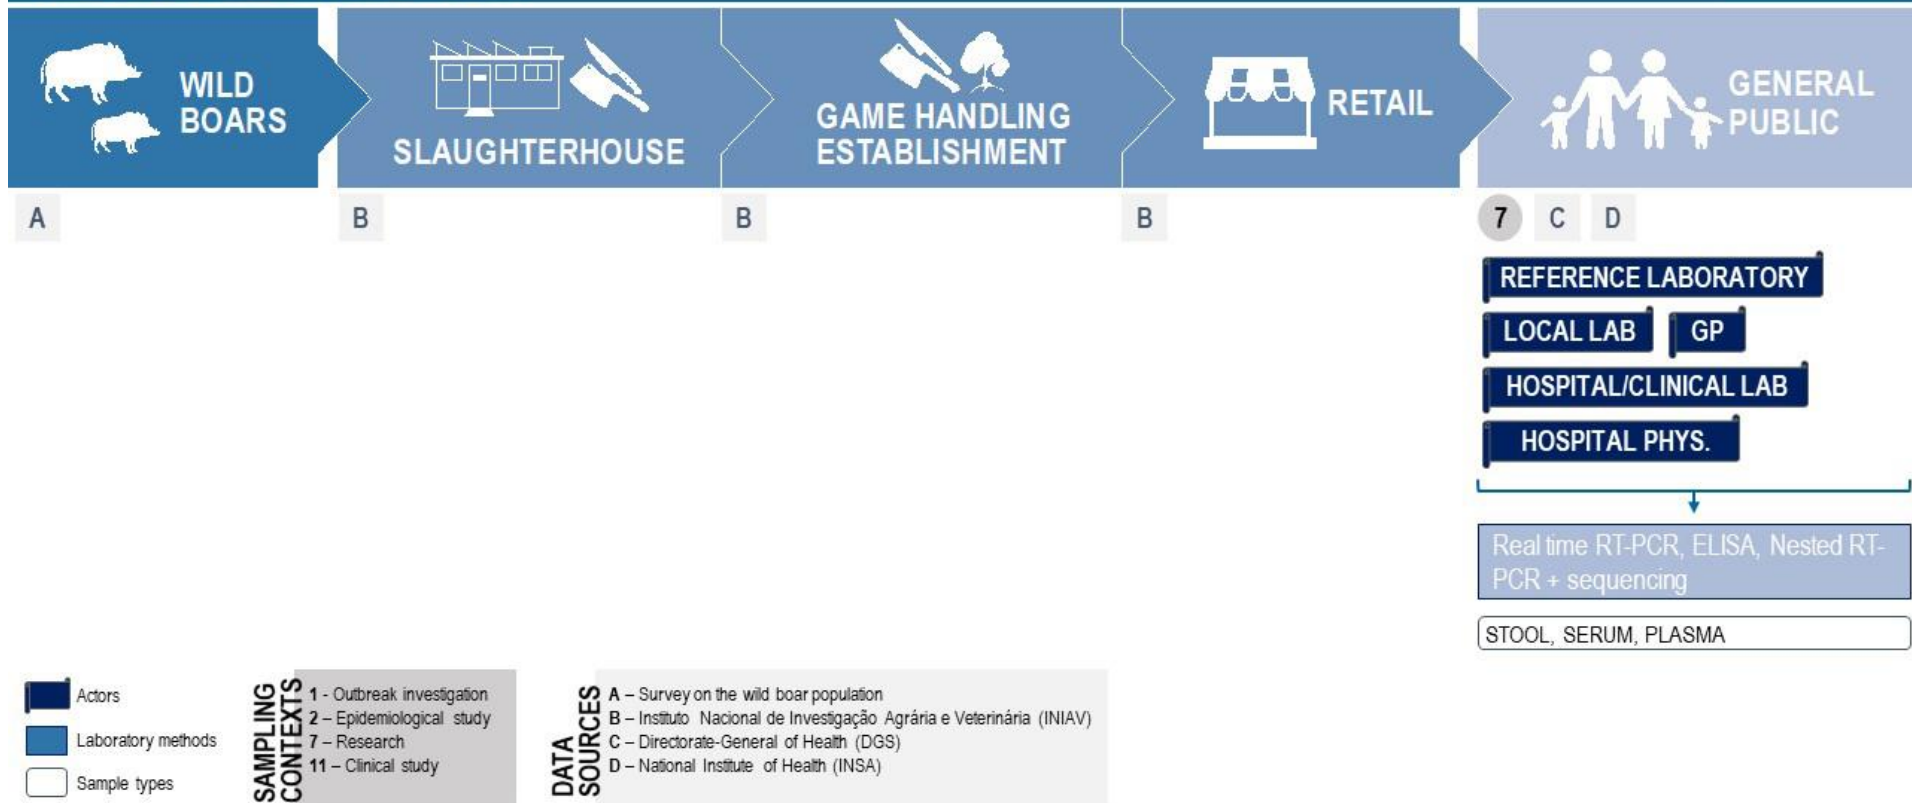 WILD
BOARS
SLAUGHTERHOUSE
GAME HANDLING
ESTABLISHMENT
RETAIL
GENERAL
PUBLIC
A
B
B
B
7 C D
REFERENCE LABORATORY
LOCAL LAB GP
HOSPITAL/CLINICAL LAB
HOSPITAL PHYS.
Real time RT-PCR, ELISA, Nested RT-
PCR + sequencing
STOOL, SERUM, PLASMA
Actors
Laboratory methods
Sample types
SAMPLING
CONTEXTS
1 - Outbreak investigation
2 – Epidemiological study
7 – Research
11 – Clinical study
DATA
SOURCES
A – Survey on the wild boar population
B – Instituto Nacional de Investigação Agrária e Veterinária (INIAV)
C – Directorate-General of Health (DGS)
D – National Institute of Health (INSA)